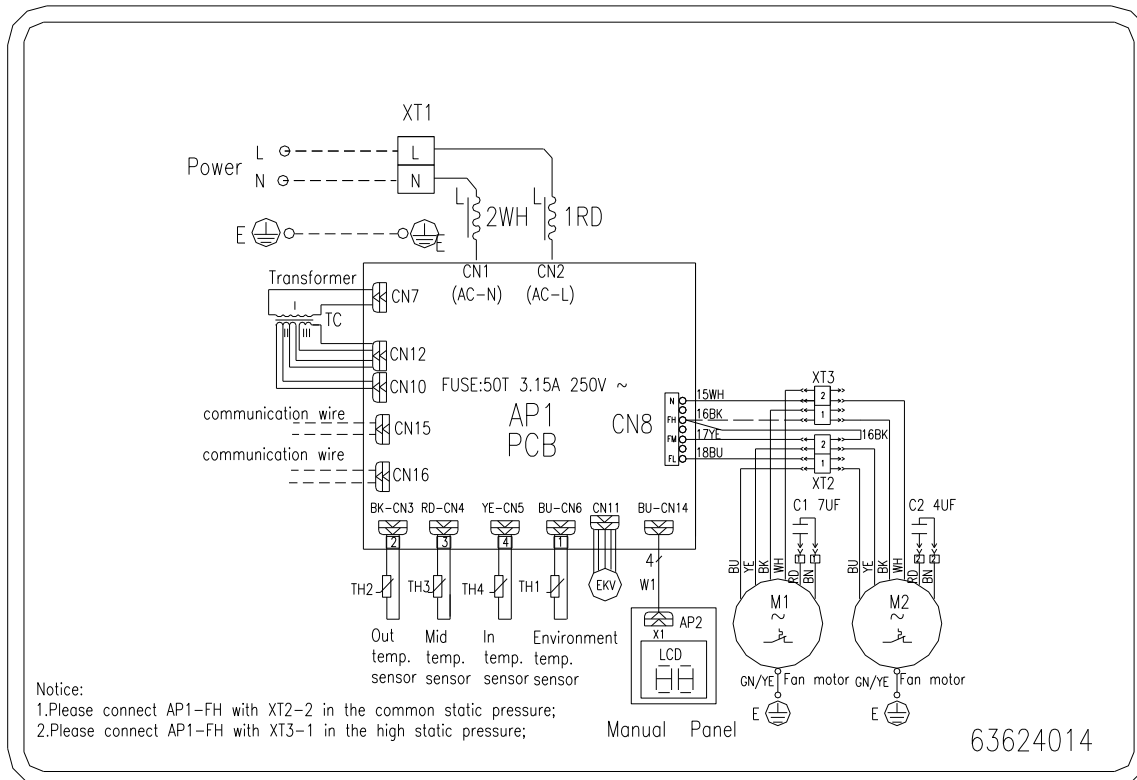 XT1
Power
L
L
N
N
E
E
L
2WH
L
1RD
CN1
(AC-N)
CN2
(AC-L)
Transformer
I
II
III
TC
CN7
CN12
CN10
FUSE:50T 3.15A 250V ~
AP1
PCB
communication wire
CN15
communication wire
CN16
CN8
N
FH
FM
FL
15WH
16BK
17YE
18BU
16BK
XT3
2
1
2
1
XT2
BK-CN3
RD-CN4
YE-CN5
BU-CN6
CN11
BU-CN14
2
3
4
1
TH2
TH3
TH4
TH1
EKV
4
W1
Out
temp.
sensor
Mid
temp.
sensor
In
temp.
sensor
Environment
temp.
sensor
X1
AP2
LCD
88
Manual Panel
C1 7UF
C2 4UF
1
1
2
2
BU
YE
BK
WH
RD
BN
BU
YE
BK
WH
RD
BN
M1
~
M2
~
GN/YE
Fan motor
GN/YE
Fan motor
E
E
Notice:
1.Please connect AP1-FH with XT2-2 in the common static pressure;
2.Please connect AP1-FH with XT3-1 in the high static pressure;
63624014